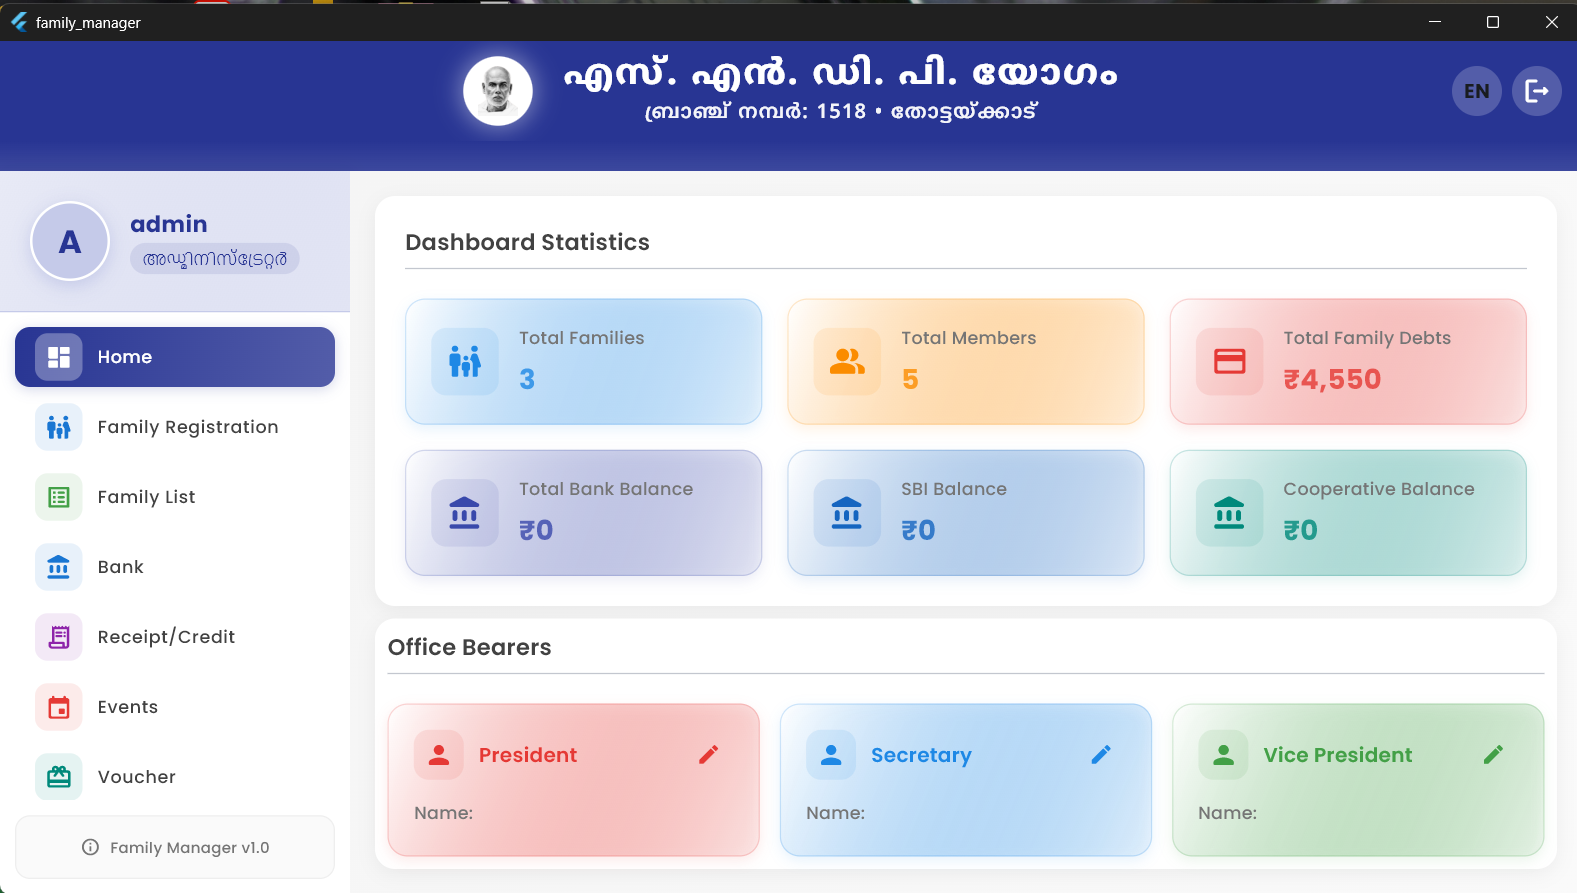 family_manager
എസ്. എൻ. ഡി. പി. യോഗം
ബ്രാഞ്ച് നമ്പർ: 1518 • തോട്ടയ്ക്കാട്
EN
A
admin
അഡ്മിനിസ്ട്രേറ്റർ
Home
Family Registration
Family List
Bank
Receipt/Credit
Events
Voucher
Family Manager v1.0
Dashboard Statistics
Total Families
3
Total Members
5
Total Family Debts
₹4,550
Total Bank Balance
₹0
SBI Balance
₹0
Cooperative Balance
₹0
Office Bearers
President
Name:
Secretary
Name:
Vice President
Name: